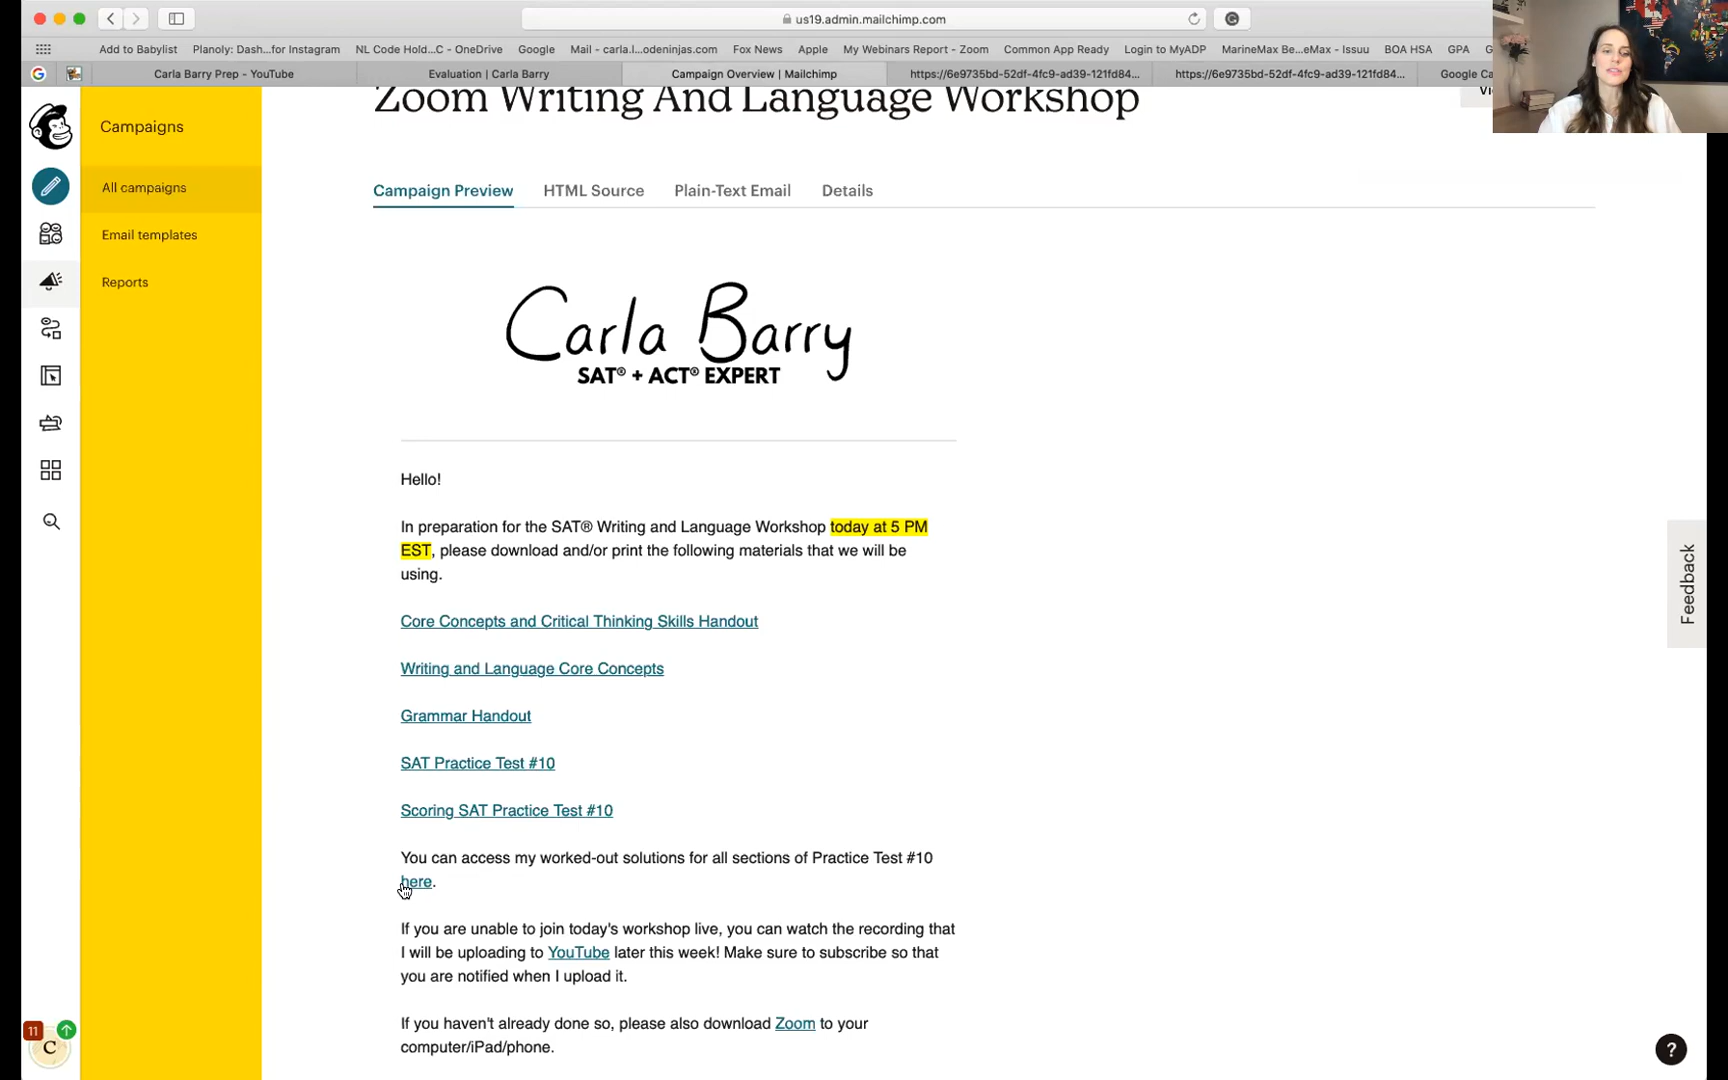 us19.admin.mailchimp.com
Add to Babylist Planoly: Dash...for Instagram NL Code Hold...C - OneDrive Google Mail - carla.l...odeninjas.com Fox News Apple My Webinars Report - Zoom Common App Ready Login to MyADP MarineMax Be...eMax - Issuu BOA HSA GPA
Carla Barry Prep - YouTube Evaluation | Carla Barry Campaign Overview | Mailchimp https://6e9735bd-52df-4fc9-ad39-121fd84... https://6e9735bd-52df-4fc9-ad39-121fd84... Google Ca
Zoom Writing And Language Workshop
Campaigns
All campaigns
Email templates
Reports
Campaign Preview HTML Source Plain-Text Email Details
Carla Barry
SAT® + ACT® EXPERT
Hello!
In preparation for the SAT® Writing and Language Workshop today at 5 PM
EST, please download and/or print the following materials that we will be
using.
Core Concepts and Critical Thinking Skills Handout
Writing and Language Core Concepts
Grammar Handout
SAT Practice Test #10
Scoring SAT Practice Test #10
You can access my worked-out solutions for all sections of Practice Test #10
here.
If you are unable to join today's workshop live, you can watch the recording that
I will be uploading to YouTube later this week! Make sure to subscribe so that
you are notified when I upload it.
If you haven't already done so, please also download Zoom to your
computer/iPad/phone.
Feedback
11
C
?